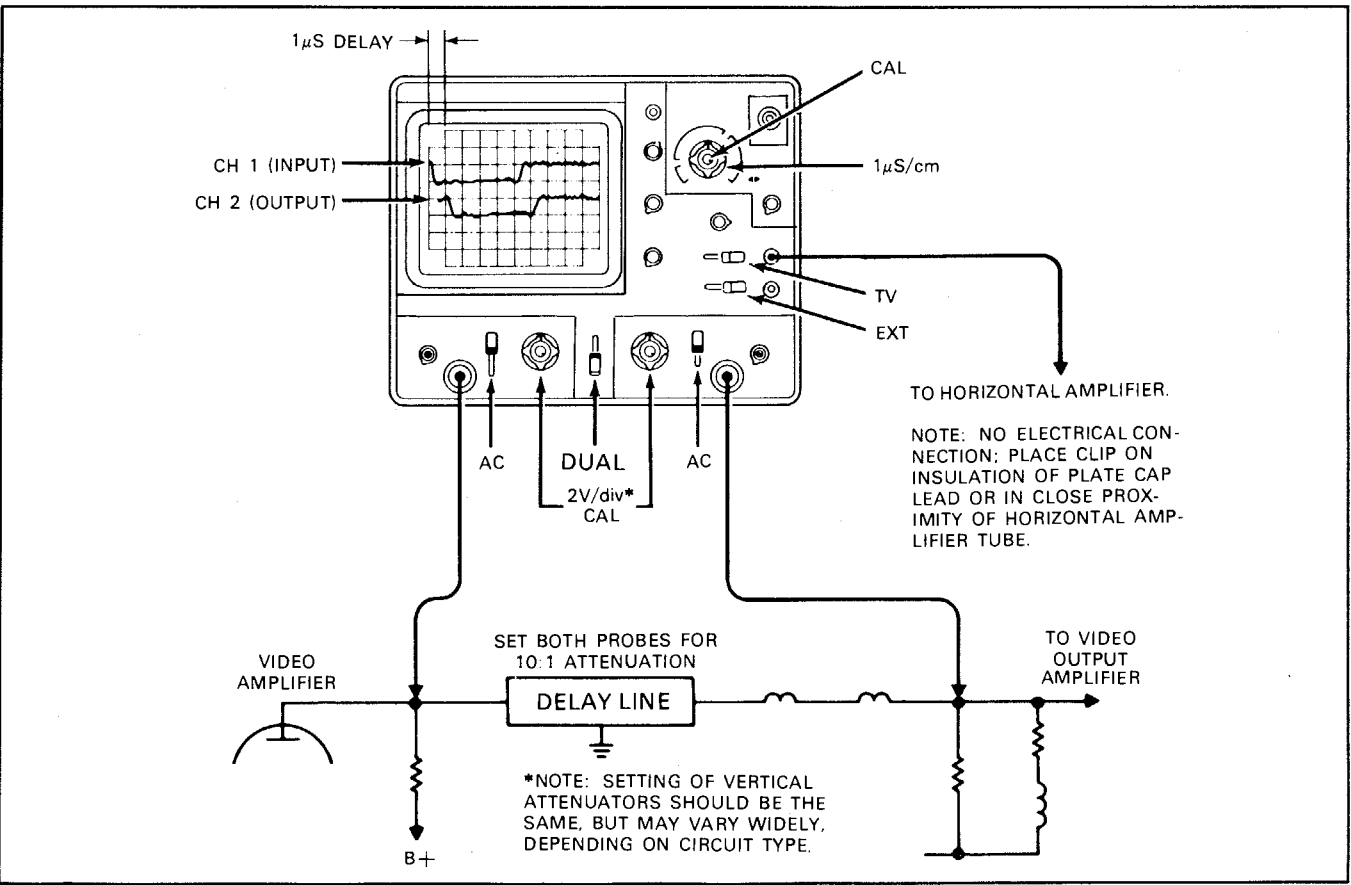 1μS DELAY
CAL
CH 1 (INPUT)
1μS/cm
CH 2 (OUTPUT)
TV
EXT
TO HORIZONTAL AMPLIFIER.
NOTE: NO ELECTRICAL CON-
NECTION; PLACE CLIP ON
INSULATION OF PLATE CAP
LEAD OR IN CLOSE PROX-
IMITY OF HORIZONTAL AMP-
LIFIER TUBE.
AC
DUAL
AC
2V/div*
CAL
SET BOTH PROBES FOR
10:1 ATTENUATION
VIDEO
AMPLIFIER
DELAY LINE
TO VIDEO
OUTPUT
AMPLIFIER
*NOTE: SETTING OF VERTICAL
ATTENUATORS SHOULD BE THE
SAME, BUT MAY VARY WIDELY,
DEPENDING ON CIRCUIT TYPE.
B+